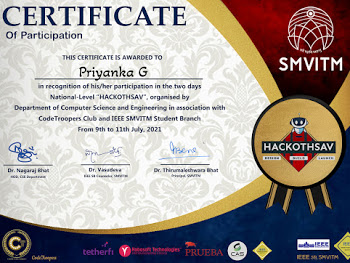 CERTIFICATE
Of Participation
SMVITM
THIS CERTIFICATE IS AWARDED TO
Priyanka G
in recognition of his/her participation in the two days
National-Level "HACKOTHSAV", organised by
Department of Computer Science and Engineering in association with
CodeTroopers Club and IEEE SMVITM Student Branch
From 9th to 11th July, 2021
HACKOTHSAV
DESIGN BUILD LAUNCH
Dr. Nagaraj Bhat
HOD, CSE Department
Dr. Vasudeva
Dr. Thirumaleshwara Bhat
Principal, SMVITM
CodeTroopers
tetherfi
Robosoft Technologies
PRUEBA
CAS
IEEE
IEEE SB, SMVITM